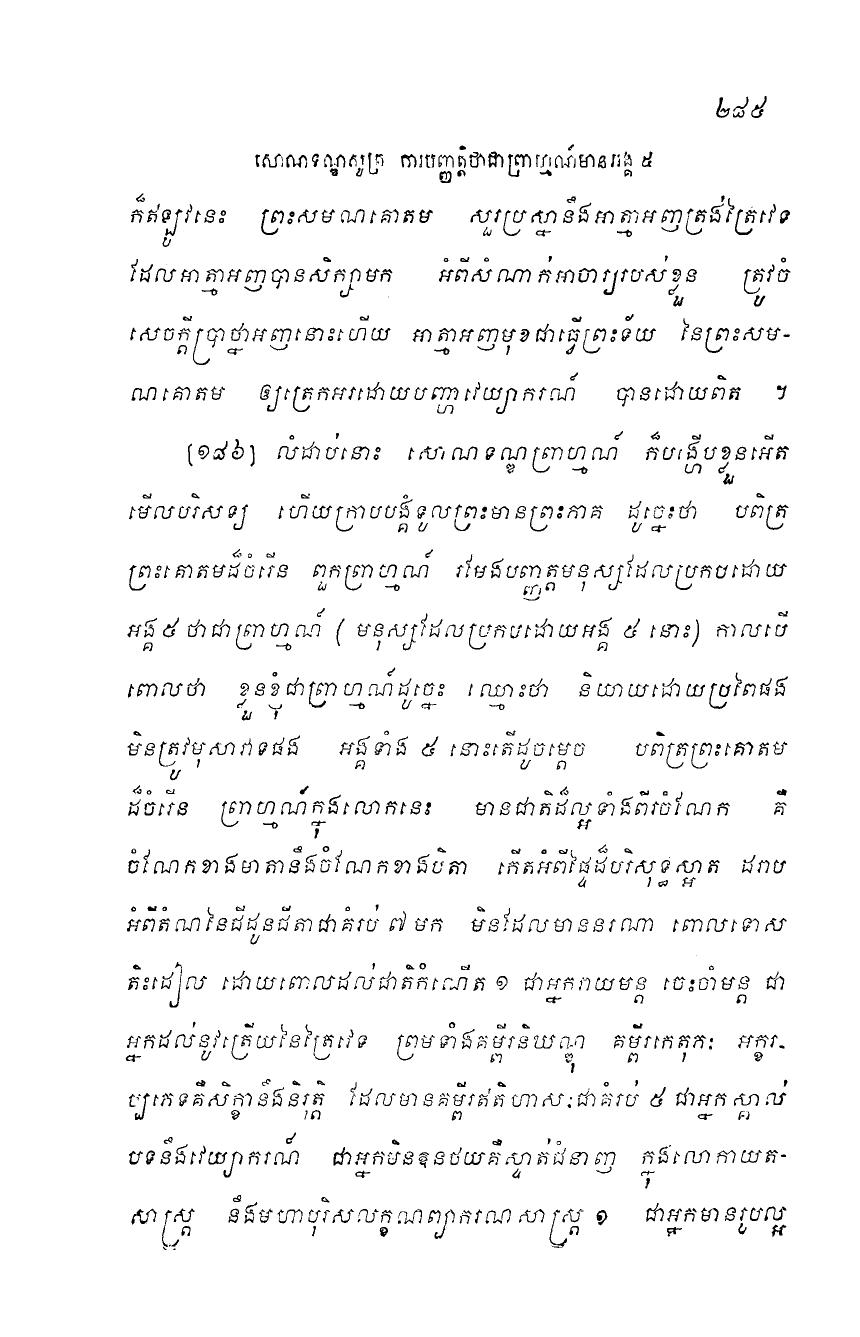 ២៨៥
សោណទណ្ឌសូត្រ ការបញ្ញត្តិថាជាព្រាហ្មណ៍មានអង្គ ៥
ក៏ឥឡូវនេះ ព្រះសមណគោតម សួរប្រស្នានឹងអាត្មាអញត្រង់ត្រៃវេទ
ដែលអាត្មាអញបានសិក្សាមក អំពីសំណាក់អាចារ្យរបស់ខ្លួន ត្រូវចំ
សេចក្តីប្រាថ្នាអញនោះហើយ អាត្មាអញមុខជាធ្វើព្រះទ័យ នៃព្រះសម-
ណគោតម ឲ្យត្រេកអរដោយបញ្ហាវេយ្យាករណ៍ បានដោយពិត ។
[១៨៦] លំដាប់នោះ សោណទណ្ឌព្រាហ្មណ៍ ក៏បង្ហើបខ្លួនអើត
មើលបរិសទ្យ ហើយក្រាបបង្គំទូលព្រះមានព្រះភាគ ដូច្នេះថា បពិត្រ
ព្រះគោតមដ៏ចំរើន ពួកព្រាហ្មណ៍ រមែងបញ្ញត្តមនុស្សដែលប្រកបដោយ
អង្គ ៥ ថាជាព្រាហ្មណ៍ ( មនុស្សដែលប្រកបដោយអង្គ ៥ នោះ) កាលបើ
ពោលថា ខ្លួនខ្ញុំជាព្រាហ្មណ៍ដូច្នេះ ឈ្មោះថា និយាយដោយប្រពៃផង
មិនត្រូវមុសាវាទផង អង្គទាំង ៥ នោះតើដូចម្តេច បពិត្រព្រះគោតម
ដ៏ចំរើន ព្រាហ្មណ៍ក្នុងលោកនេះ មានជាតិដ៏ល្អទាំងពីរចំណែក គឺ
ចំណែកខាងមាតានឹងចំណែកខាងបិតា កើតអំពីផ្ទៃដ៏បរិសុទ្ធស្អាត ដរាប
អំពីតំណនៃជីដូនជីតាជាគំរប់ ៧ មក មិនដែលមាននរណា ពោលទោស
តិះដៀល ដោយពោលដល់ជាតិកំណើត ១ ជាអ្នករាយមន្ត ចេះចាំមន្ត ជា
អ្នកដល់នូវត្រើយនៃត្រៃវេទ ព្រមទាំងគម្ពីរនិឃណ្ឌុ គម្ពីរកេតុភៈ អក្ខរ-
ប្បភេទគឺសិក្ខានឹងនិរុត្តិ ដែលមានគម្ពីរឥតិហាសៈជាគំរប់ ៥ ជាអ្នកស្គាល់
បទនឹងវេយ្យាករណ៍ ជាអ្នកមិនឧនថយគឺស្ទាត់ជំនាញ ក្នុងលោកាយត-
សាស្ត្រ នឹងមហាបុរិសលក្ខណព្យាករណសាស្ត្រ ១ ជាអ្នកមានរូបល្អ